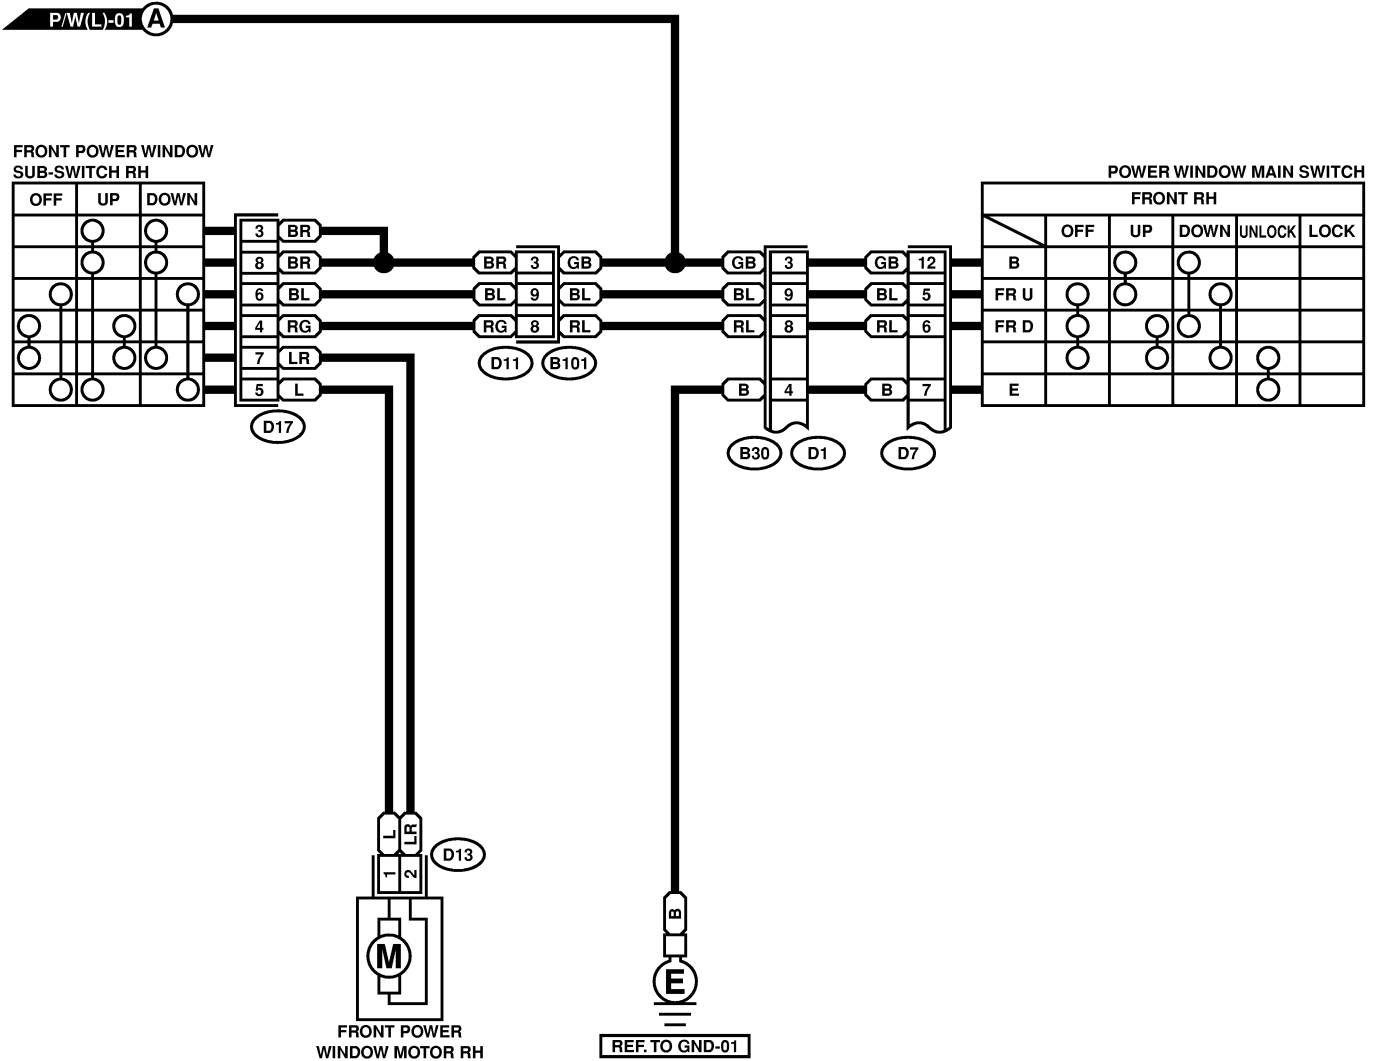 P/W(L)-01 A
FRONT POWER WINDOW
SUB-SWITCH RH
OFF UP DOWN
POWER WINDOW MAIN SWITCH
FRONT RH
OFF UP DOWN UNLOCK LOCK
3 BR
8 BR BR 3 GB GB 3 GB 12 B
6 BL BL 9 BL BL 9 BL 5 FR U
4 RG RG 8 RL RL 8 RL 6 FR D
7 LR
5 L B 4 B 7 E
D11 B101
D17
B30 D1 D7
L LR
D13
1 2
M
B
E
FRONT POWER
WINDOW MOTOR RH
REF. TO GND-01